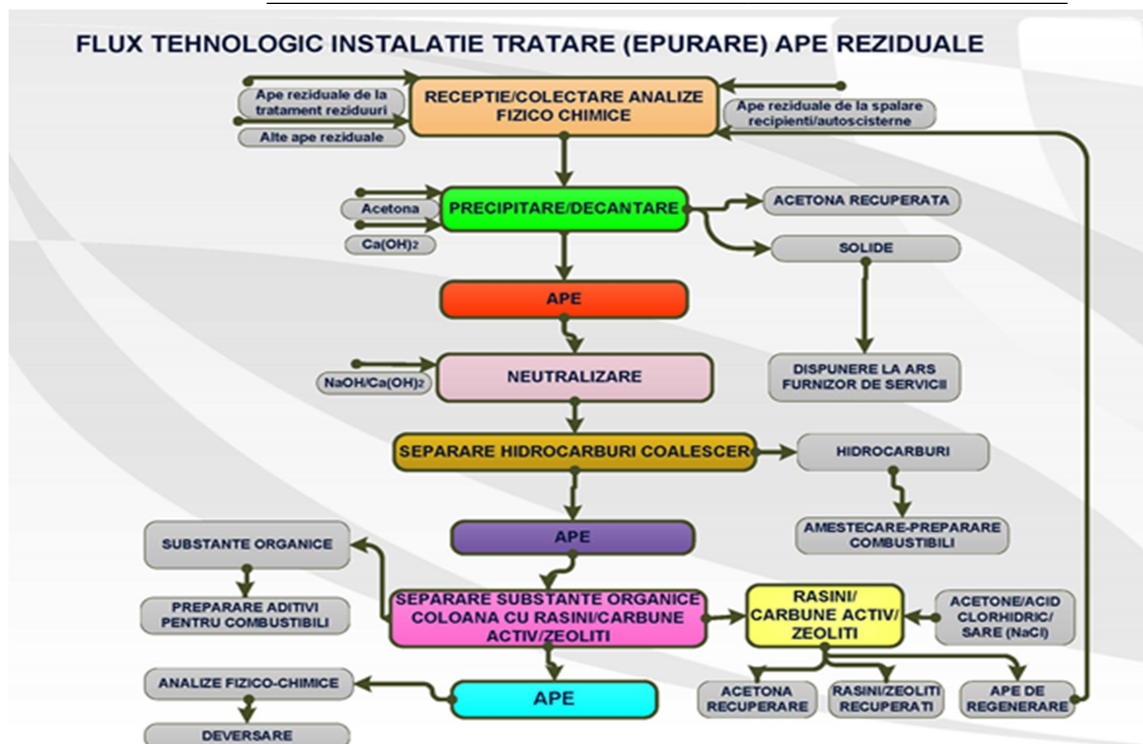 FLUX TEHNOLOGIC INSTALATIE TRATARE (EPURARE) APE REZIDUALE
Ape reziduale de la
tratament reziduuri
Alte ape reziduale
RECEPTIE/COLECTARE ANALIZE
FIZICO CHIMICE
Ape reziduale de la spalare
recipienti/autoscisterne
Acetona
Ca(OH)2
PRECIPITARE/DECANTARE
ACETONA RECUPERATA
SOLIDE
APE
DISPUNERE LA ARS
FURNIZOR DE SERVICII
NaOH/Ca(OH)2
NEUTRALIZARE
SEPARARE HIDROCARBURI COALESCER
HIDROCARBURI
AMESTECARE-PREPARARE
COMBUSTIBILI
APE
SUBSTANTE ORGANICE
PREPARARE ADITIVI
PENTRU COMBUSTIBILI
SEPARARE SUBSTANTE ORGANICE
COLOANA CU RASINI/CARBUNE
ACTIV/ZEOLITI
RASINI/
CARBUNE ACTIV/
ZEOLITI
ACETONE/ACID
CLORHIDRIC/
SARE (NaCl)
ACETONA
RECUPERARE
RASINI/ZEOLITI
RECUPERATI
APE DE
REGENERARE
APE
ANALIZE FIZICO-CHIMICE
DEVERSARE